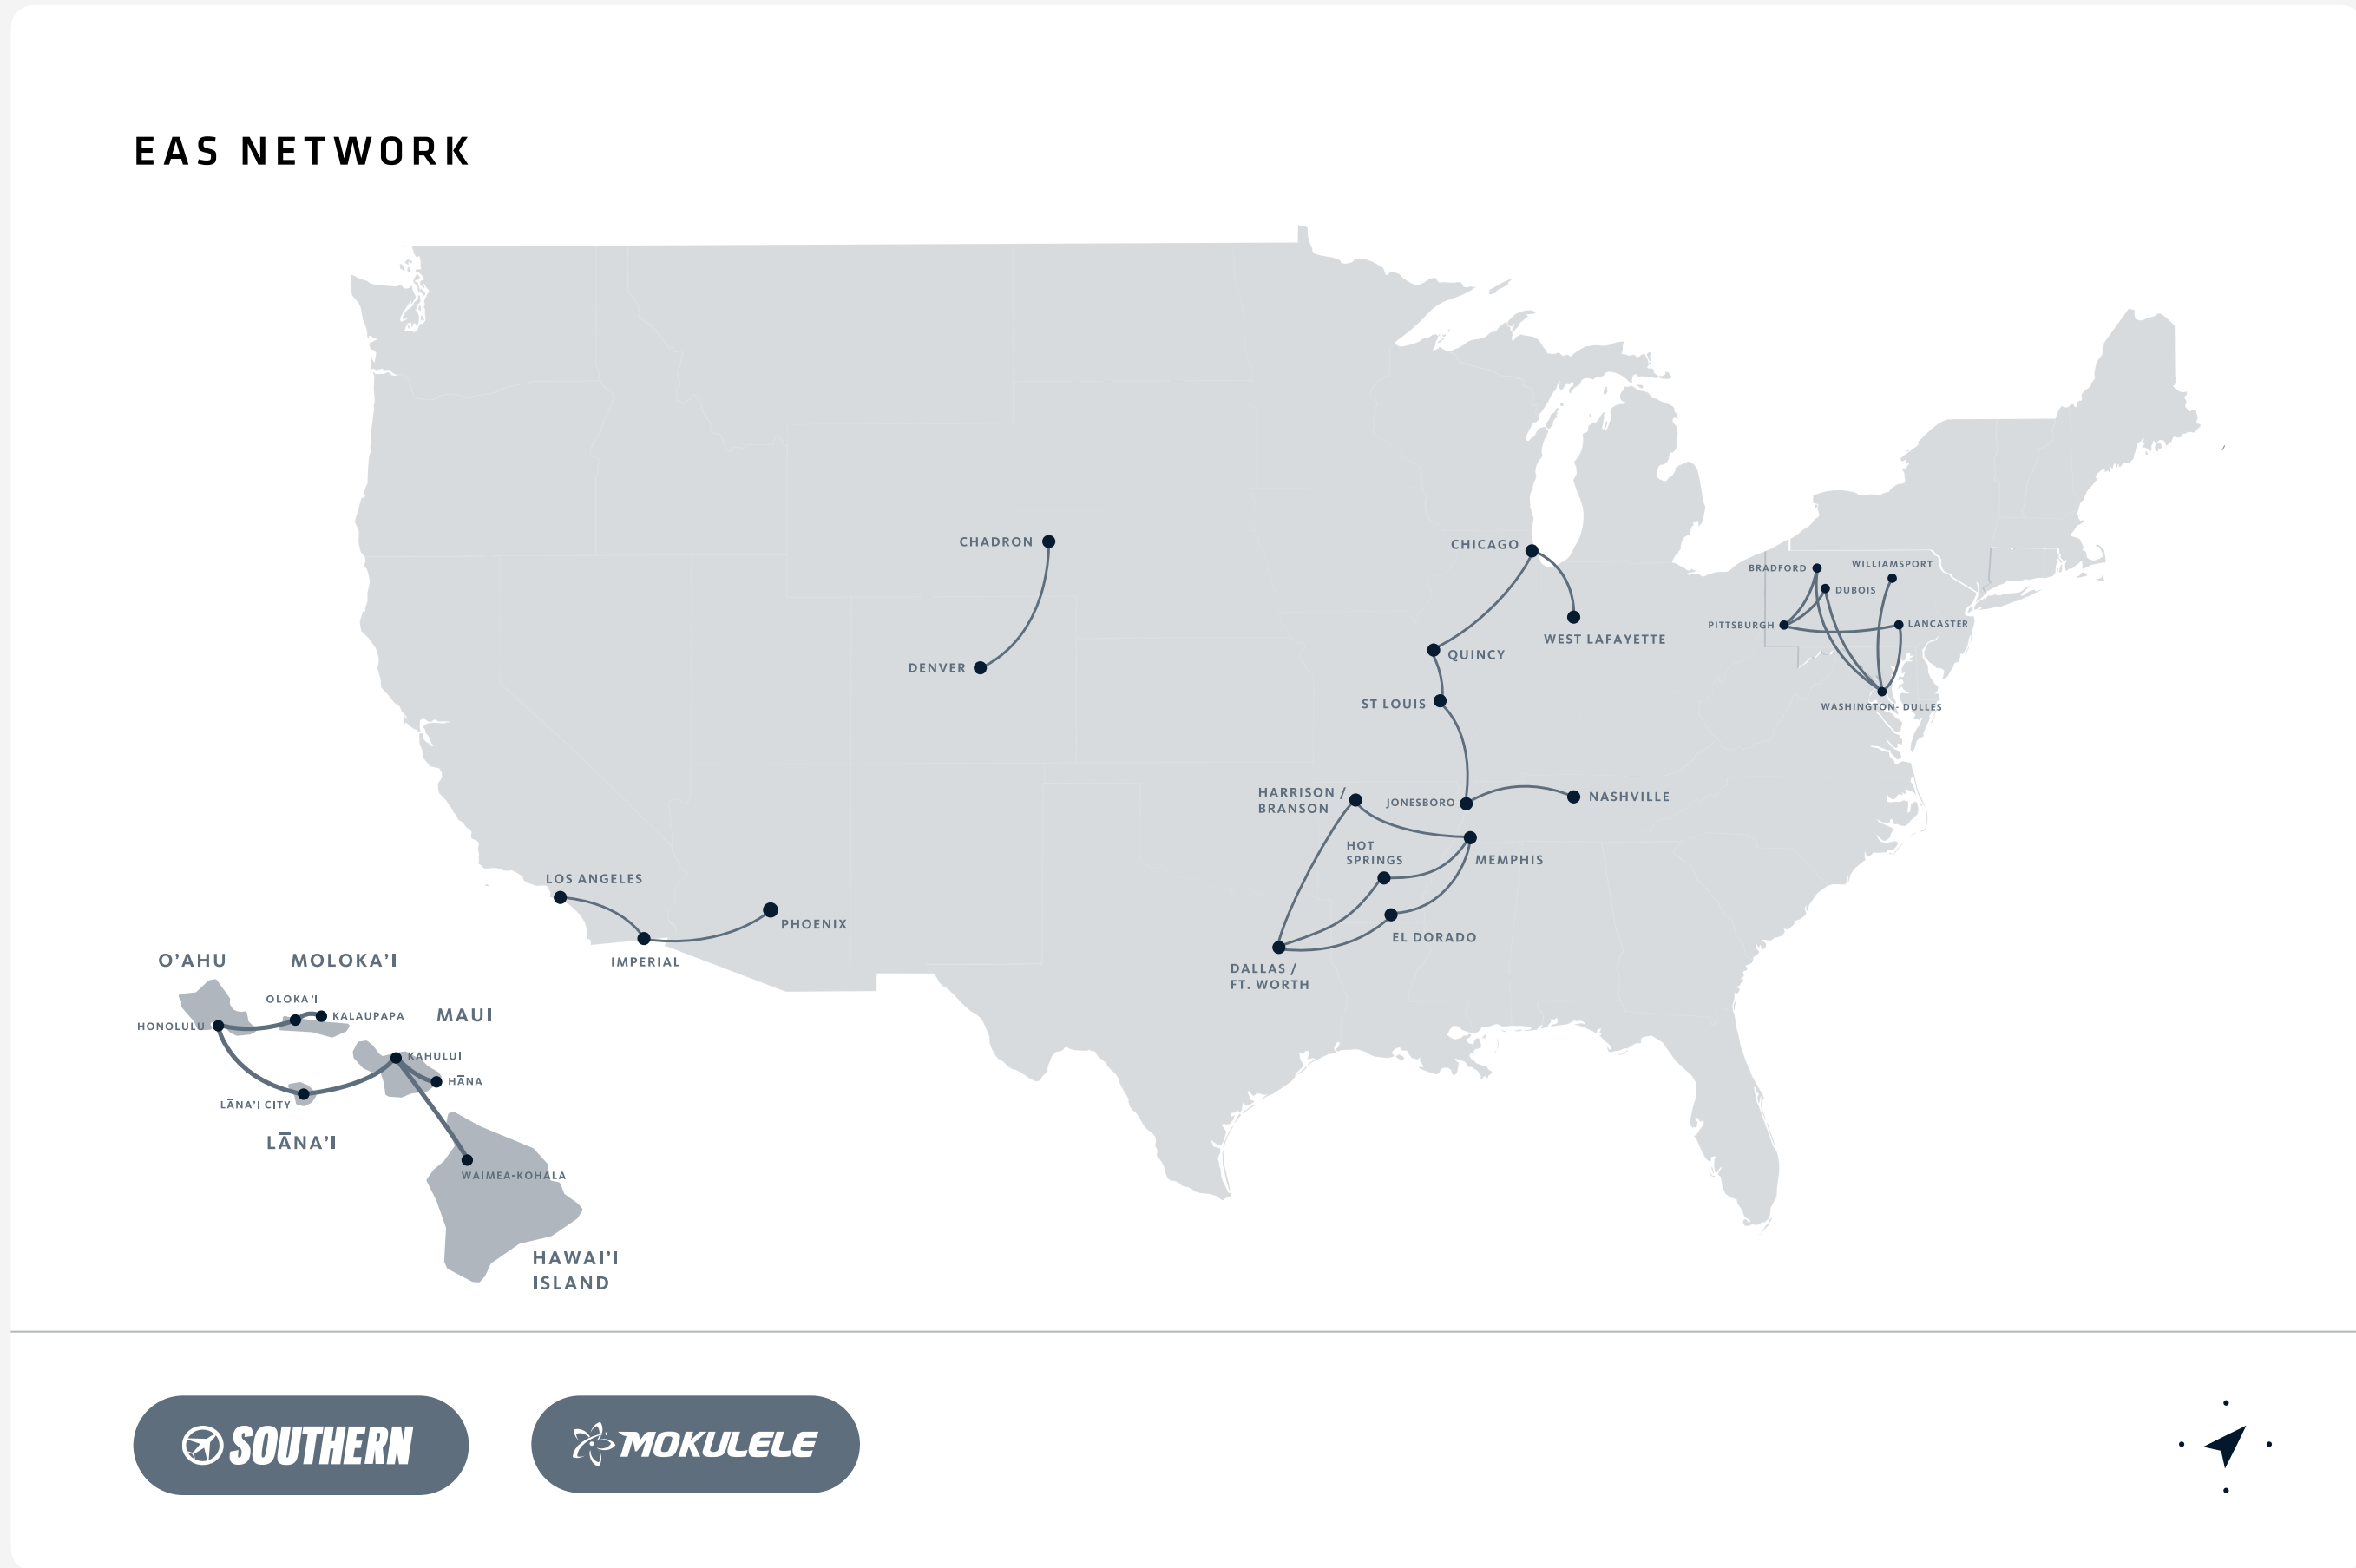 EAS NETWORK
CHADRON
CHICAGO
BRADFORD
WILLIAMSPORT
DUBOIS
WEST LAFAYETTE
PITTSBURGH
LANCASTER
DENVER
QUINCY
ST LOUIS
WASHINGTON- DULLES
HARRISON /
BRANSON
JONESBORO
NASHVILLE
HOT
SPRINGS
MEMPHIS
LOS ANGELES
PHOENIX
IMPERIAL
EL DORADO
DALLAS /
FT. WORTH
O'AHU
MOLOKA'I
OLOKA'I
KALAUPAPA
MAUI
HONOLULU
KAHULUI
HĀNA
LĀNA'I CITY
LĀNA'I
WAIMEA-KOHALA
HAWAI'I
ISLAND
SOUTHERN
MOKULELE